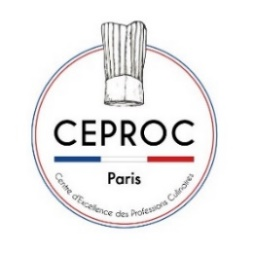 CEPROC
Paris
Centre d'Excellence des Professions Culinaires